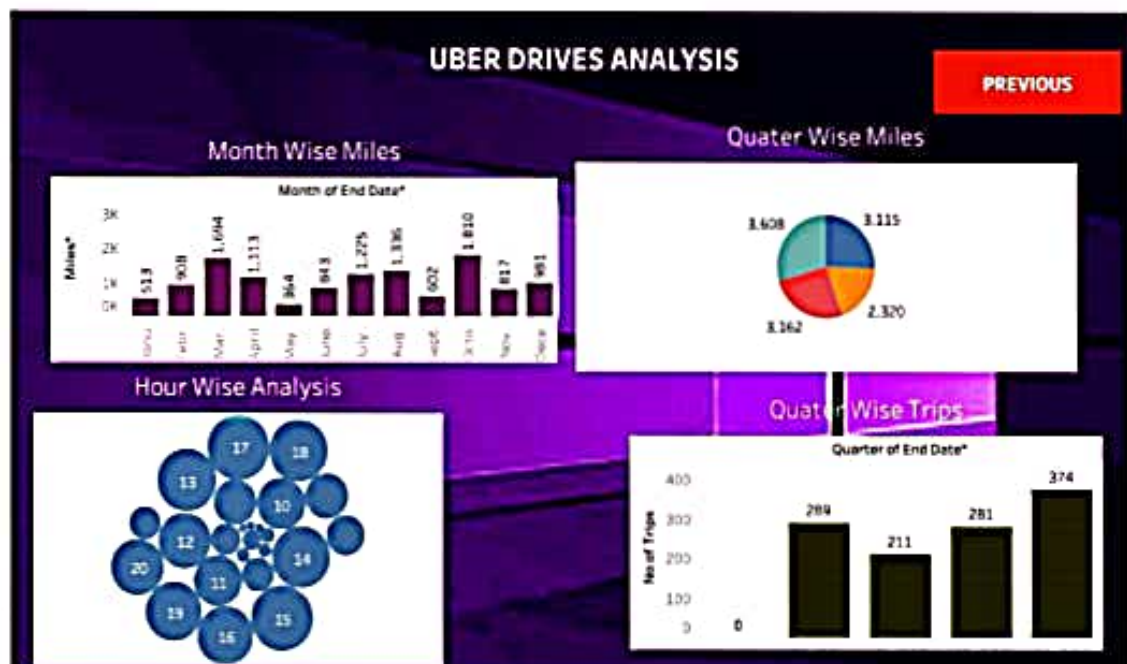 UBER DRIVES ANALYSIS
PREVIOUS
Month Wise Miles
Month of End Date*
Miles*
3K
2K
1K
0K
513
908
1,694
1,113
364
843
1,225
1,336
602
1,810
817
981
Mar..
April
May
June
July
Aug..
Nov..
Quater Wise Miles
3,608
3,115
3,162
2,320
Hour Wise Analysis
17
18
13
10
12
14
20
11
19
15
16
Quater Wise Trips
Quarter of End Date*
No of Trips
400
300
200
100
0
0
289
211
281
374